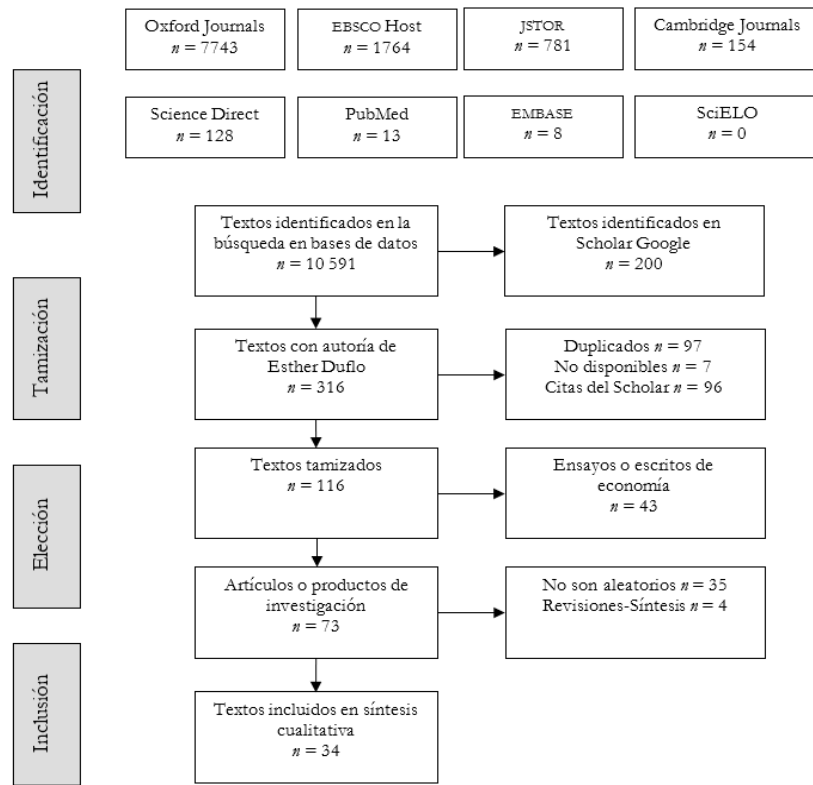 Identificación
Oxford Journals
n = 7743
EBSCO Host
n = 1764
JSTOR
n = 781
Cambridge Journals
n = 154
Science Direct
n = 128
PubMed
n = 13
EMBASE
n = 8
SciELO
n = 0
Textos identificados en la
búsqueda en bases de datos
n = 10 591
Textos identificados en
Scholar Google
n = 200
Tamización
Textos con autoría de
Esther Duflo
n = 316
Duplicados n = 97
No disponibles n = 7
Citas del Scholar n = 96
Elección
Textos tamizados
n = 116
Ensayos o escritos de
economía
n = 43
Artículos o productos de
investigación
n = 73
No son aleatorios n = 35
Revisiones-Síntesis n = 4
Inclusión
Textos incluidos en síntesis
cualitativa
n = 34